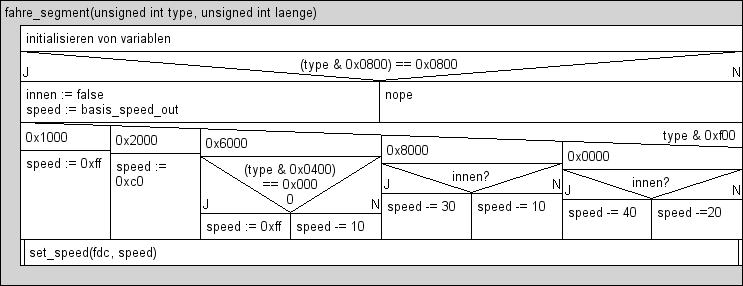 fahre_segment(unsigned int type, unsigned int laenge)
initialisieren von variablen
(type & 0x0800) == 0x0800
J
N
innen := false
speed := basis_speed_out
nope
type & 0xf00
0x1000
0x2000
0x6000
0x8000
0x0000
speed := 0xff
speed :=
0xc0
(type & 0x0400)
== 0x000
0
J
N
speed := 0xff
speed -= 10
innen?
J
N
speed -= 30
speed -= 10
innen?
J
N
speed -= 40
speed -=20
set_speed(fdc, speed)